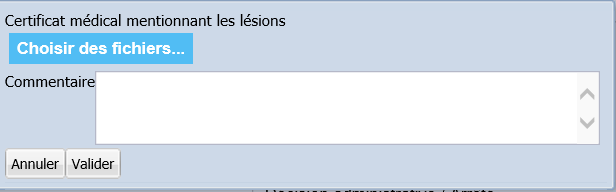 Certificat médical mentionnant les lésions
Choisir des fichiers...
Commentaire
Annuler Valider